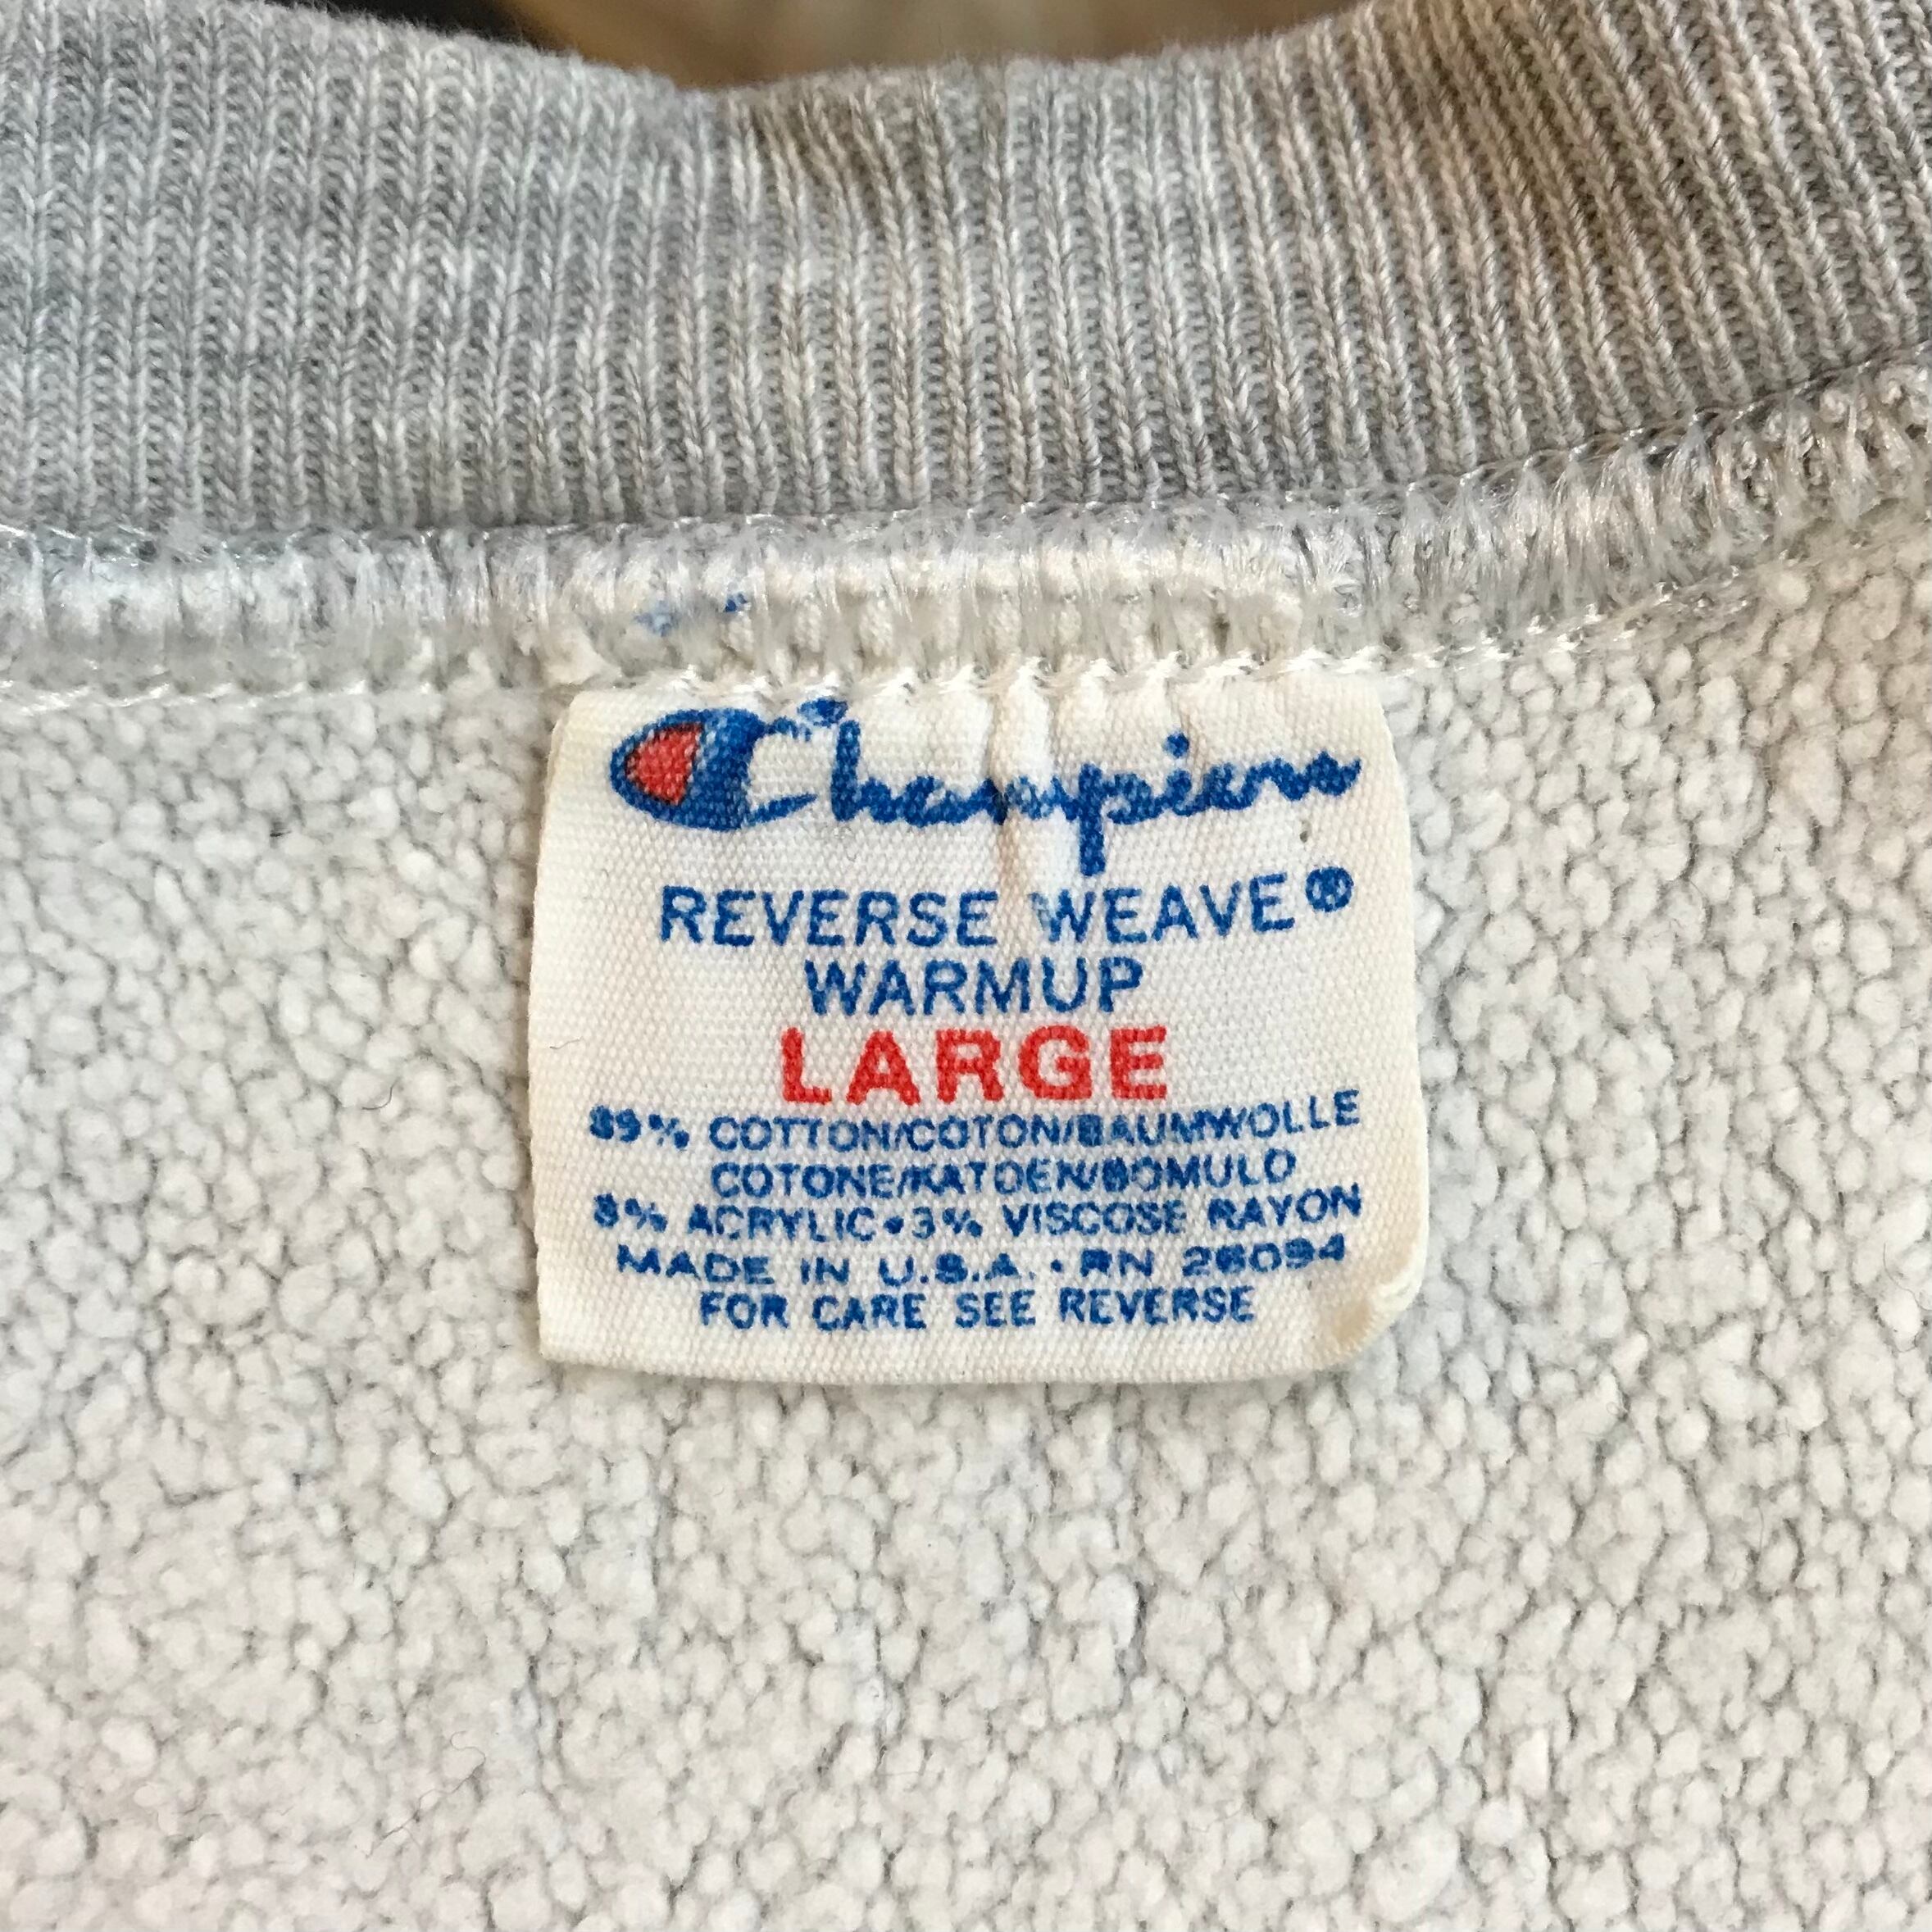 Champion
REVERSE WEAVE®
WARMUP
LARGE
89% COTTON/COTON/BAUMWOLLE
COTONE/KATOEN/BOMULD
8% ACRYLIC•3% VISCOSE RAYON
MADE IN U.S.A.•RN 26094
FOR CARE SEE REVERSE